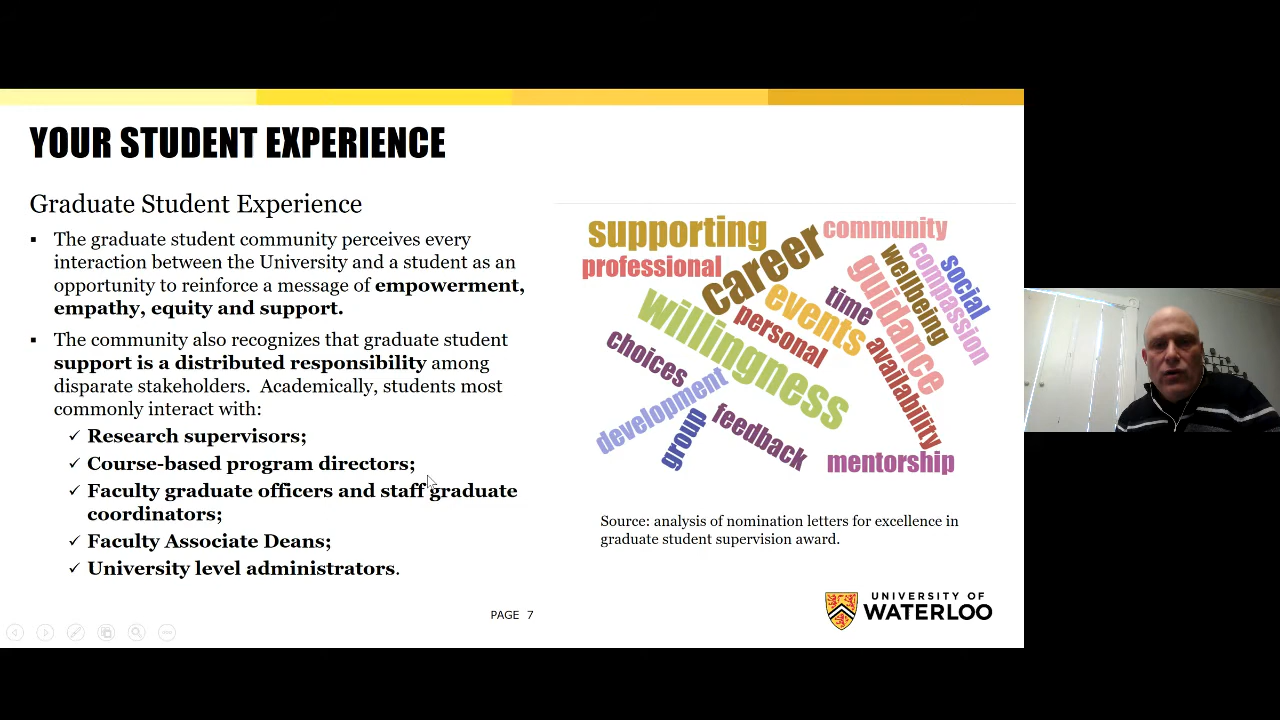 YOUR STUDENT EXPERIENCE
Graduate Student Experience
▪ The graduate student community perceives every
interaction between the University and a student as an
opportunity to reinforce a message of empowerment,
empathy, equity and support.
▪ The community also recognizes that graduate student
support is a distributed responsibility among
disparate stakeholders. Academically, students most
commonly interact with:
✓ Research supervisors;
✓ Course-based program directors;
✓ Faculty graduate officers and staff graduate
coordinators;
✓ Faculty Associate Deans;
✓ University level administrators.
supporting
community
professional
career
willingness
events
personal
time
guidance
wellbeing
compassion
social
choices
availability
development
group
feedback
mentorship
Source: analysis of nomination letters for excellence in
graduate student supervision award.
PAGE 7
UNIVERSITY OF
WATERLOO